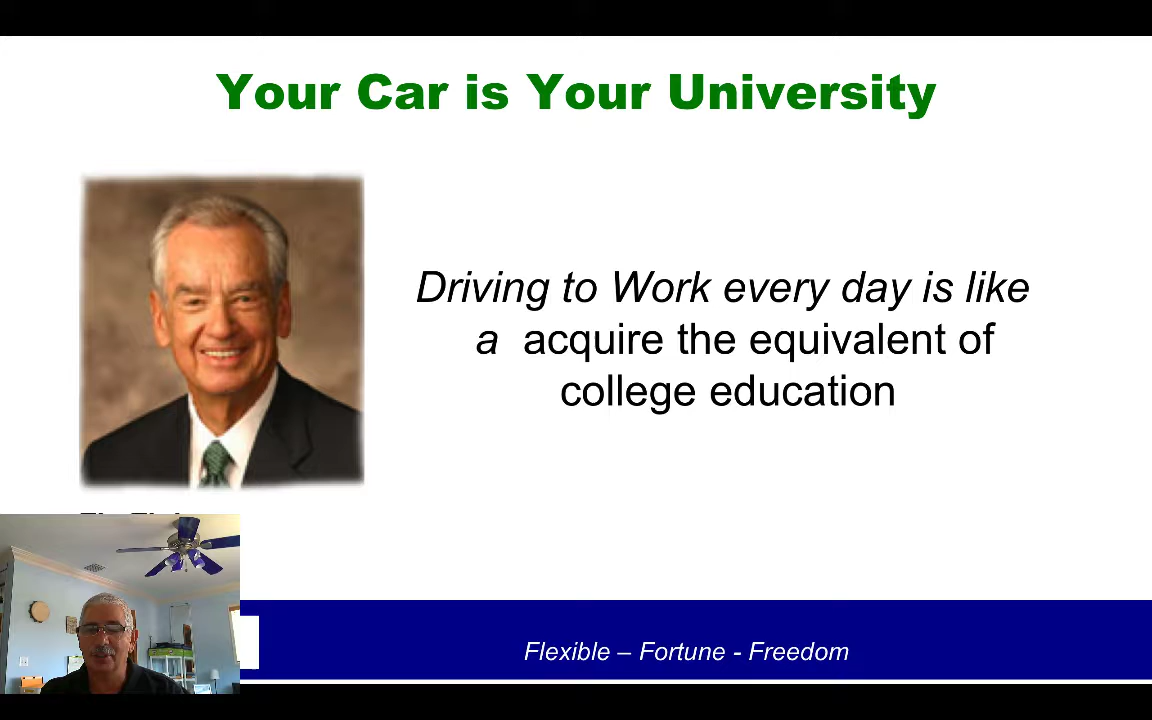 Your Car is Your University
Driving to Work every day is like
a acquire the equivalent of
college education
Flexible – Fortune - Freedom